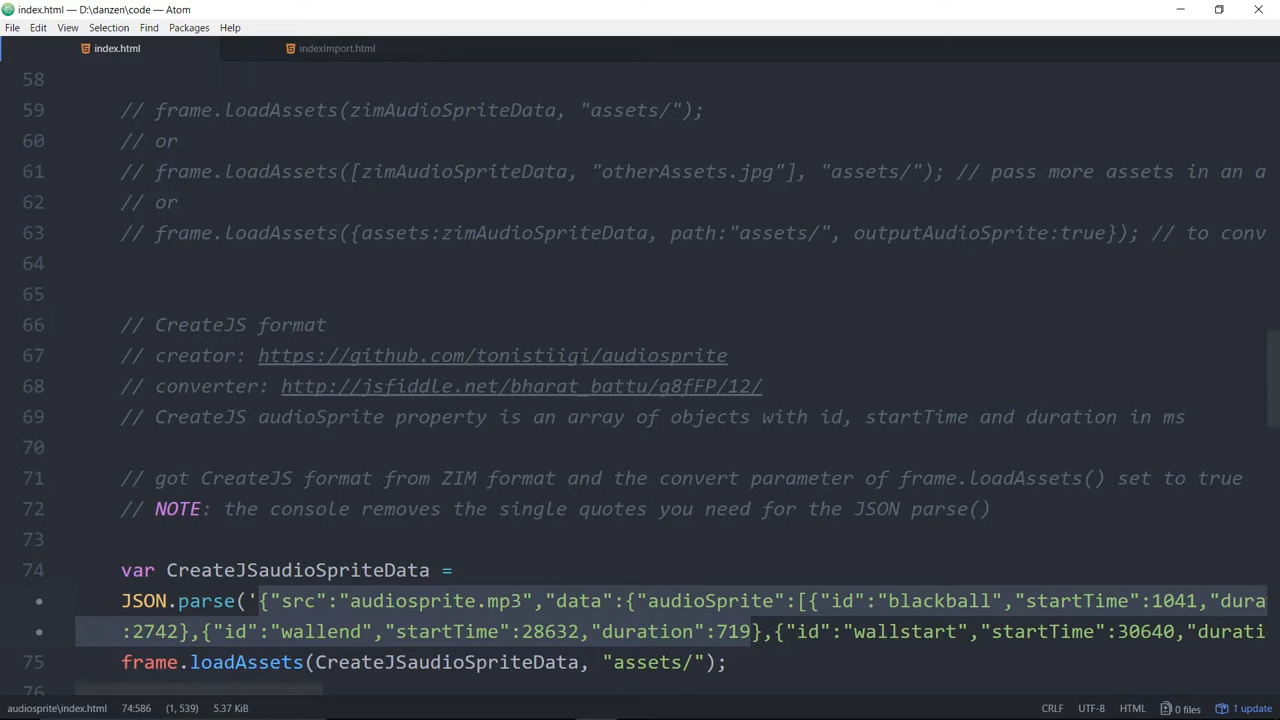 index.html — D:\danzen\code — Atom
File Edit View Selection Find Packages Help
index.html indexImport.html
58
59 // frame.loadAssets(zimAudioSpriteData, "assets/");
60 // or
61 // frame.loadAssets([zimAudioSpriteData, "otherAssets.jpg"], "assets/"); // pass more assets in an a
62 // or
63 // frame.loadAssets({assets:zimAudioSpriteData, path:"assets/", outputAudioSprite:true}); // to conv
64
65
66 // CreateJS format
67 // creator: https://github.com/tonistiigi/audiosprite
68 // converter: http://jsfiddle.net/bharat_battu/g8fFP/12/
69 // CreateJS audioSprite property is an array of objects with id, startTime and duration in ms
70
71 // got CreateJS format from ZIM format and the convert parameter of frame.loadAssets() set to true
72 // NOTE: the console removes the single quotes you need for the JSON parse()
73
74 var CreateJSaudioSpriteData =
• JSON.parse('{"src":"audiosprite.mp3","data":{"audioSprite":[{"id":"blackball","startTime":1041,"dura
• :2742},{"id":"wallend","startTime":28632,"duration":719},{"id":"wallstart","startTime":30640,"durati
75 frame.loadAssets(CreateJSaudioSpriteData, "assets/");
76
audiosprite\index.html 74:586 (1, 539) 5.37 KiB CRLF UTF-8 HTML 0 files 1 update